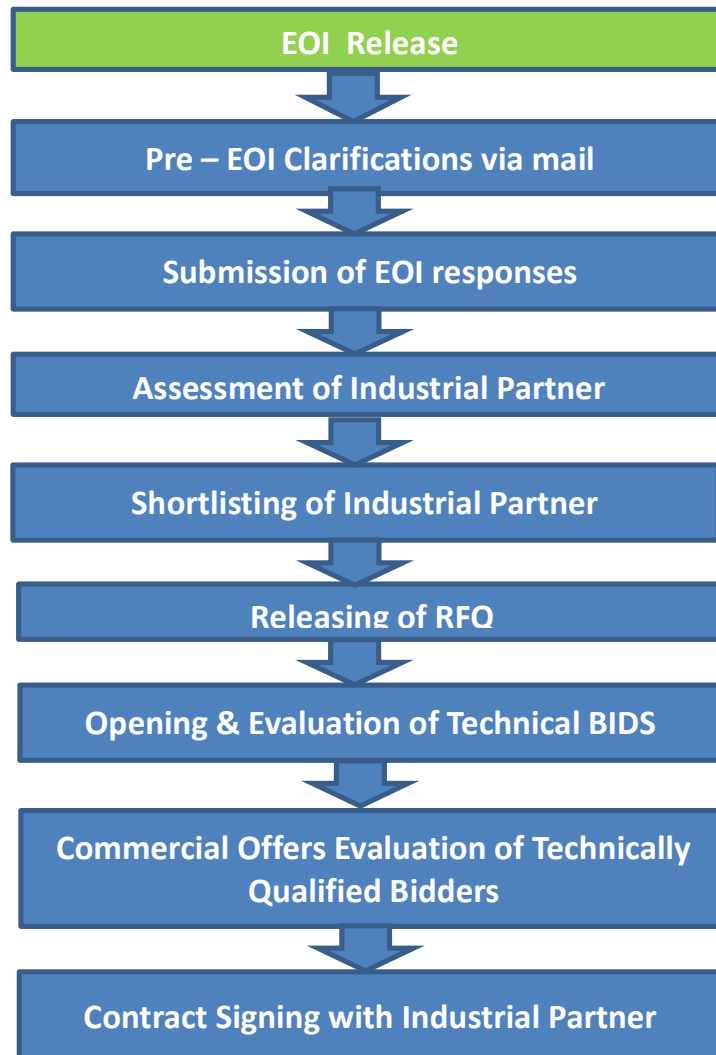 EOI Release
Pre – EOI Clarifications via mail
Submission of EOI responses
Assessment of Industrial Partner
Shortlisting of Industrial Partner
Releasing of RFQ
Opening & Evaluation of Technical BIDS
Commercial Offers Evaluation of Technically
Qualified Bidders
Contract Signing with Industrial Partner